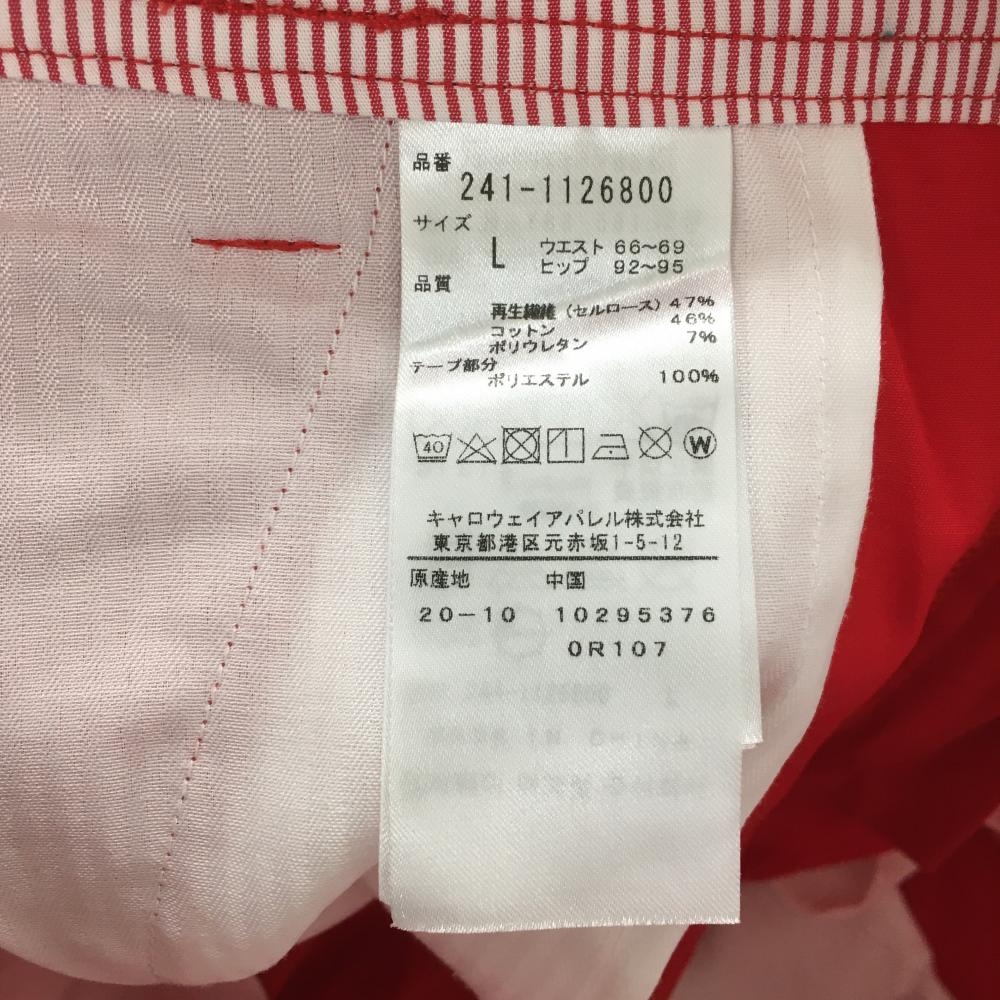 品番
241-1126800
サイズ
L ウエスト 66～69
ヒップ 92～95
品質
再生繊維（セルロース）47%
コットン 46%
ポリウレタン 7%
テープ部分
ポリエステル 100%
40
W
キャロウェイアパレル株式会社
東京都港区元赤坂1-5-12
原産地 中国
20-10 10295376
0R107